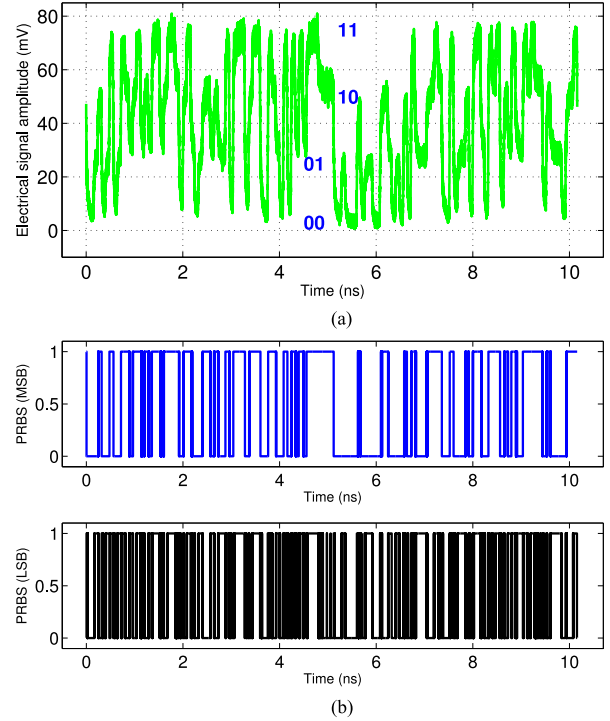 80
60
40
20
0
Electrical signal amplitude (mV)
11
10
01
00
0 2 4 6 8 10
Time (ns)
(a)
1
0.5
0
PRBS (MSB)
0 2 4 6 8 10
Time (ns)
1
0.5
0
PRBS (LSB)
0 2 4 6 8 10
Time (ns)
(b)